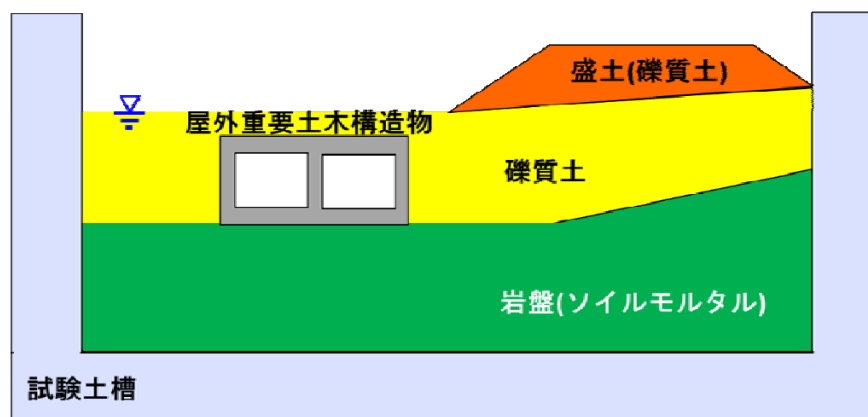 盛土(礫質土)
屋外重要土木構造物
礫質土
岩盤(ソイルモルタル)
試験土槽